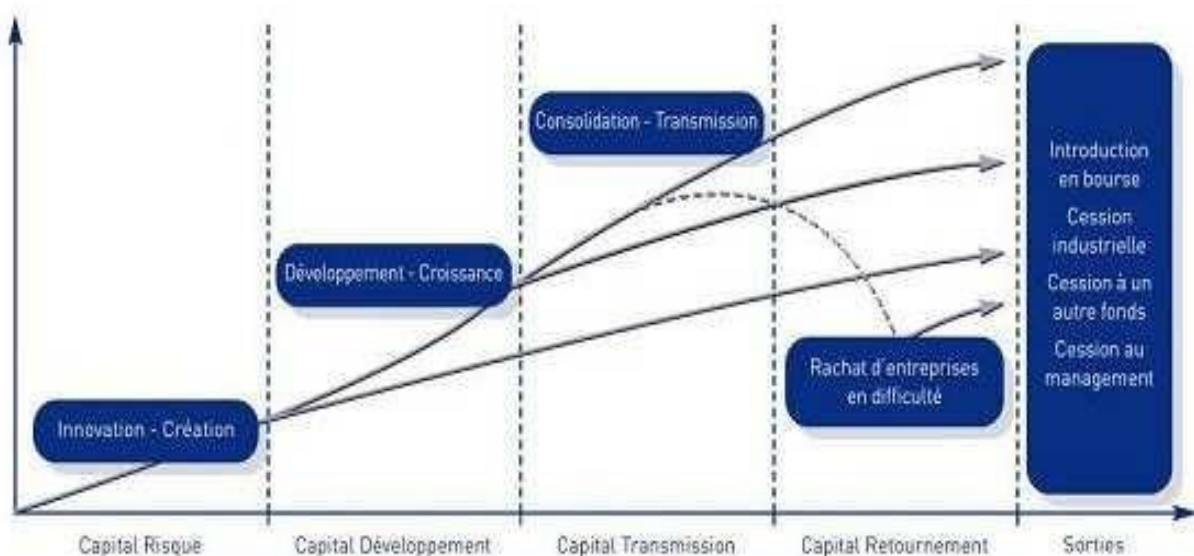 Consolidation - Transmission
Développement - Croissance
Innovation - Création
Rachat d'entreprises
en difficulté
Introduction
en bourse
Cession
industrielle
Cession à un
autre fonds
Cession au
management
Capital Risque
Capital Développement
Capital Transmission
Capital Retournement
Sorties